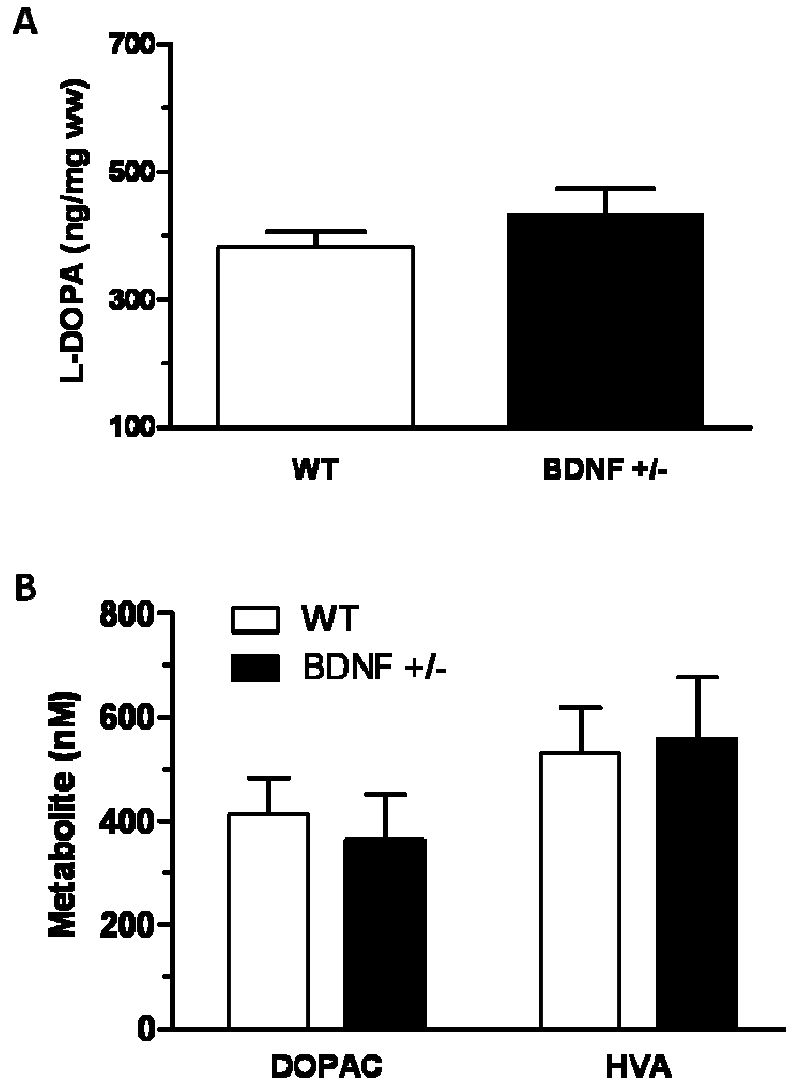 A
L-DOPA (ng/mg ww)
700
500
300
100
WT
BDNF +/-
B
Metabolite (nM)
800
600
400
200
0
WT
BDNF +/-
DOPAC
HVA